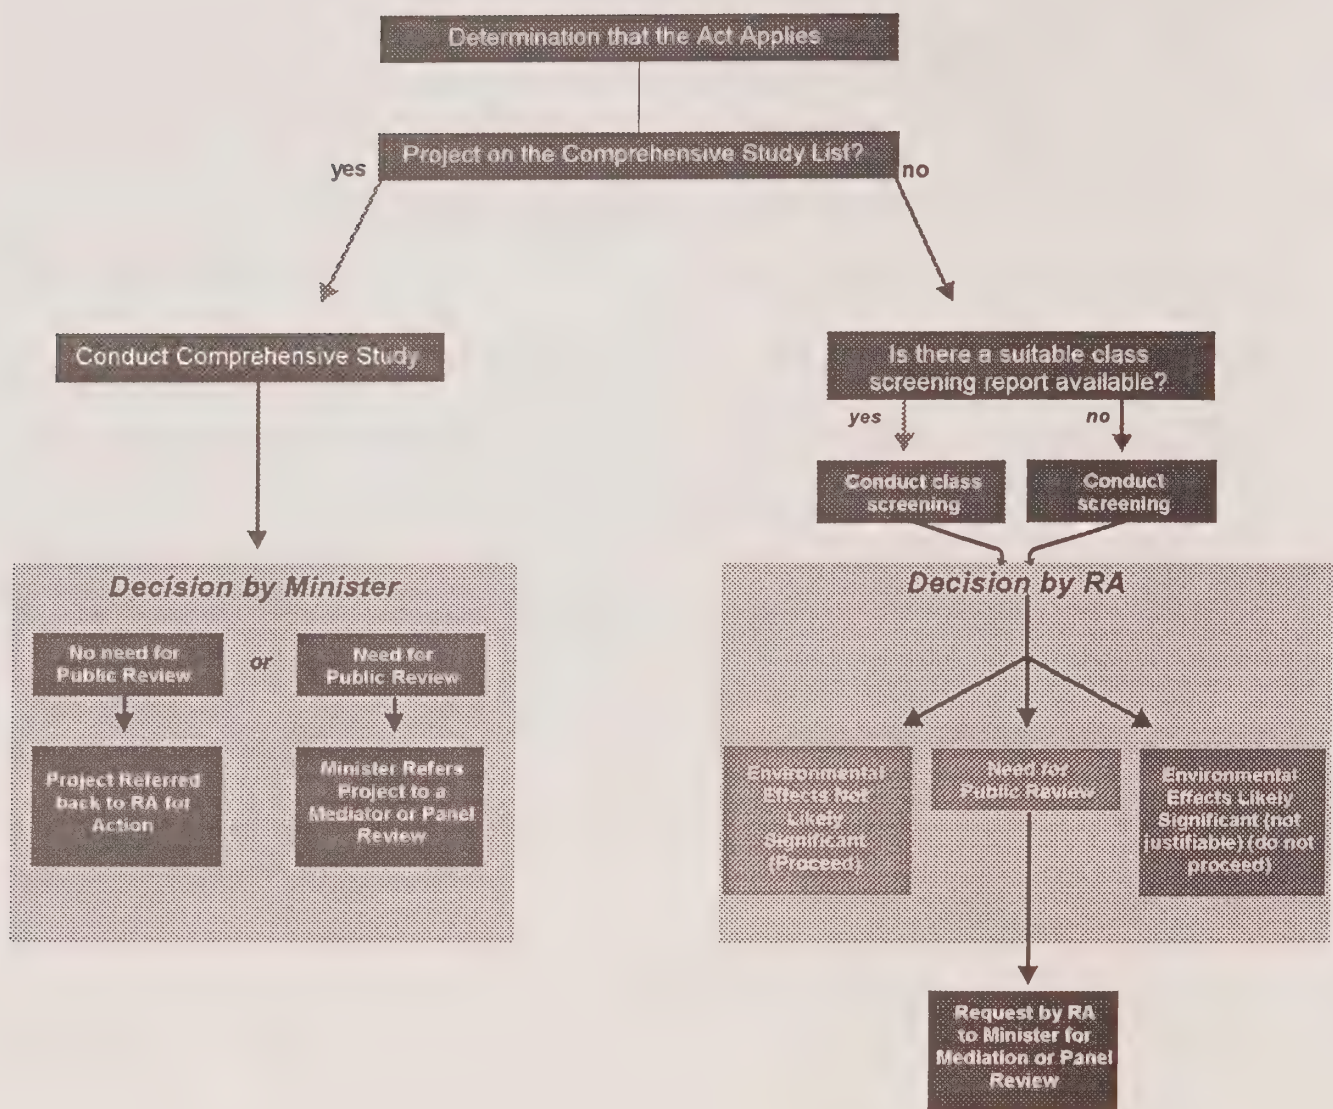 Determination that the Act Applies
Project on the Comprehensive Study List?
yes
no
Conduct Comprehensive Study
Is there a suitable class
screening report available?
yes
no
Conduct class
screening
Conduct
screening
Decision by Minister
No need for
Public Review
or
Need for
Public Review
Project Referred
back to RA for
Action
Minister Refers
Project to a
Mediator or Panel
Review
Decision by RA
Environmental
Effects Not
Likely
Significant
(Proceed)
Need for
Public Review
Environmental
Effects Likely
Significant (not
justifiable) (do not
proceed)
Request by RA
to Minister for
Mediation or Panel
Review